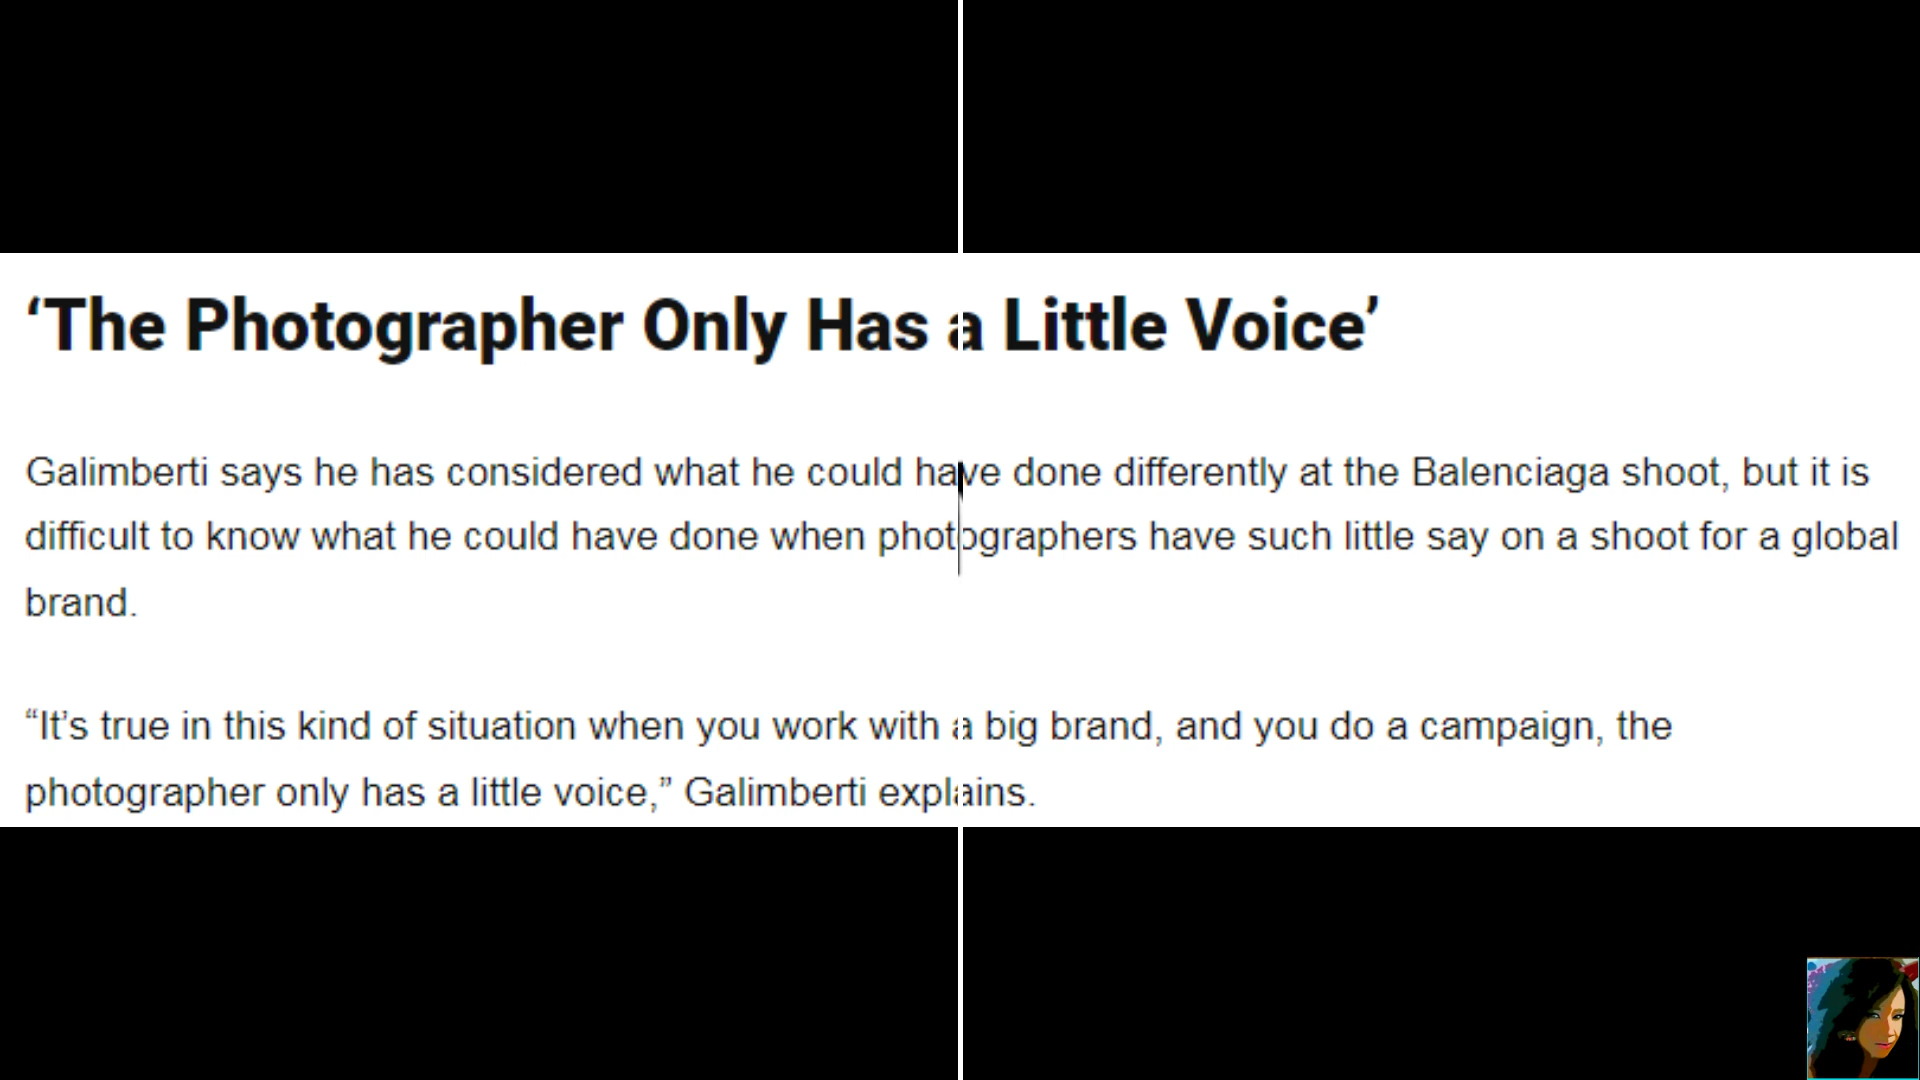 ‘The Photographer Only Has a Little Voice’
Galimberti says he has considered what he could have done differently at the Balenciaga shoot, but it is
difficult to know what he could have done when photographers have such little say on a shoot for a global
brand.
“It’s true in this kind of situation when you work with a big brand, and you do a campaign, the
photographer only has a little voice,” Galimberti explains.